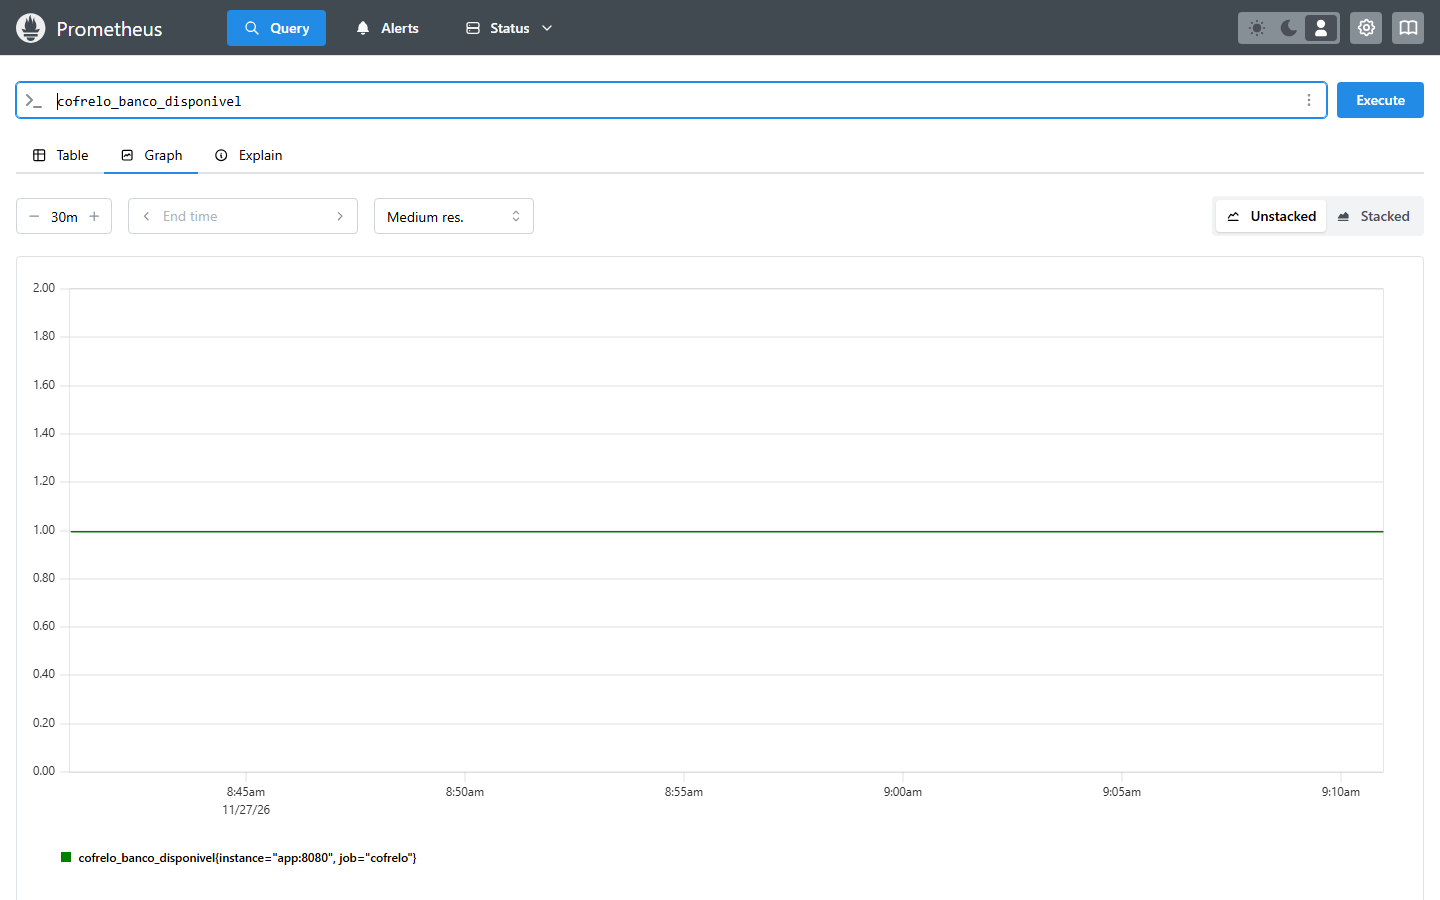 Prometheus
Query
Alerts
Status
cofrelo_banco_disponivel
Execute
Table
Graph
Explain
30m
End time
Medium res.
Unstacked
Stacked
2.00
1.80
1.60
1.40
1.20
1.00
0.80
0.60
0.40
0.20
0.00
8:45am
11/27/26
8:50am
8:55am
9:00am
9:05am
9:10am
cofrelo_banco_disponivel{instance="app:8080", job="cofrelo"}